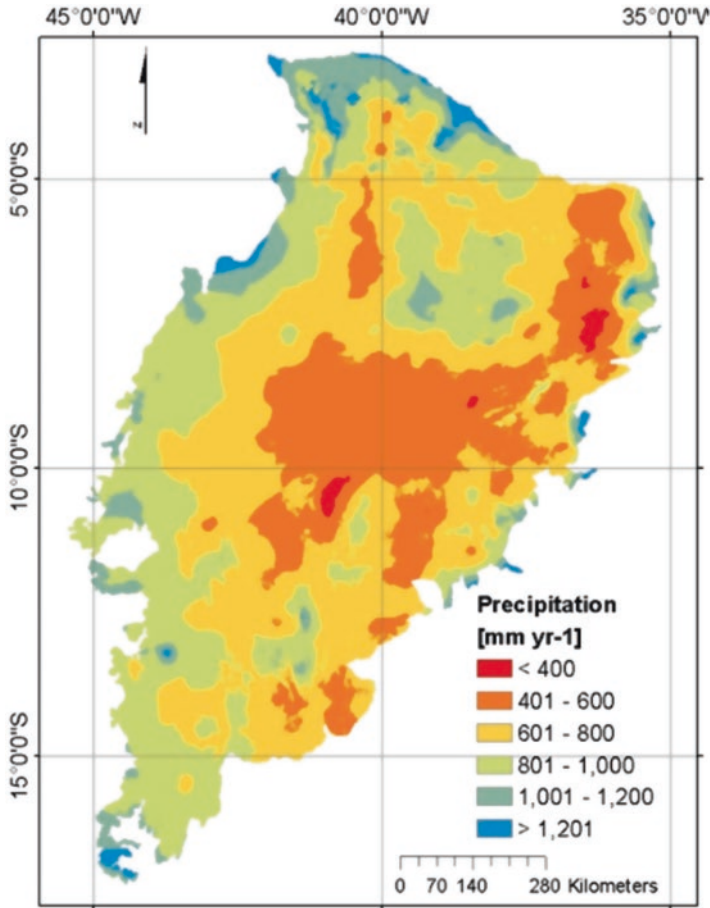 45°0'0"W 40°0'0"W 35°0'0"W
z
5°0'0"S
10°0'0"S
15°0'0"S
Precipitation
[mm yr-1]
< 400
401 - 600
601 - 800
801 - 1,000
1,001 - 1,200
> 1,201
0 70 140 280 Kilometers